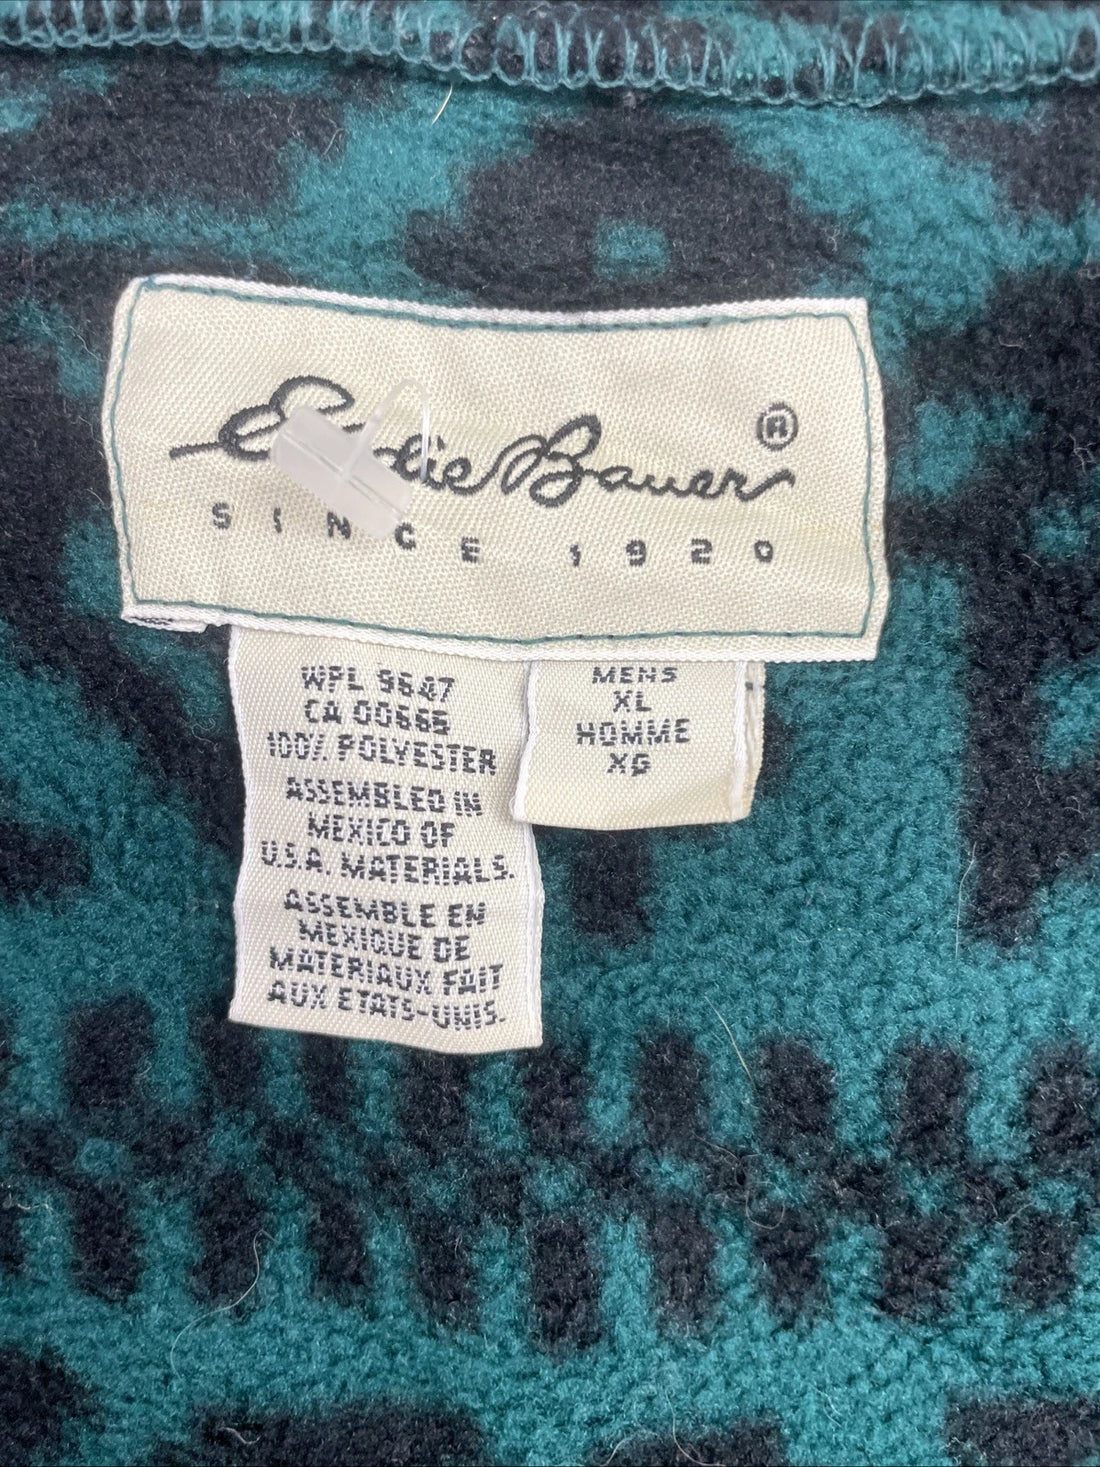 Eddie Bauer ®
SINCE 1920
WPL 9647
CA 00665
100% POLYESTER
ASSEMBLED IN
MEXICO OF
U.S.A. MATERIALS.
ASSEMBLE EN
MEXIQUE DE
MATERIAUX FAIT
AUX ETATS-UNIS.
MENS
XL
HOMME
XG